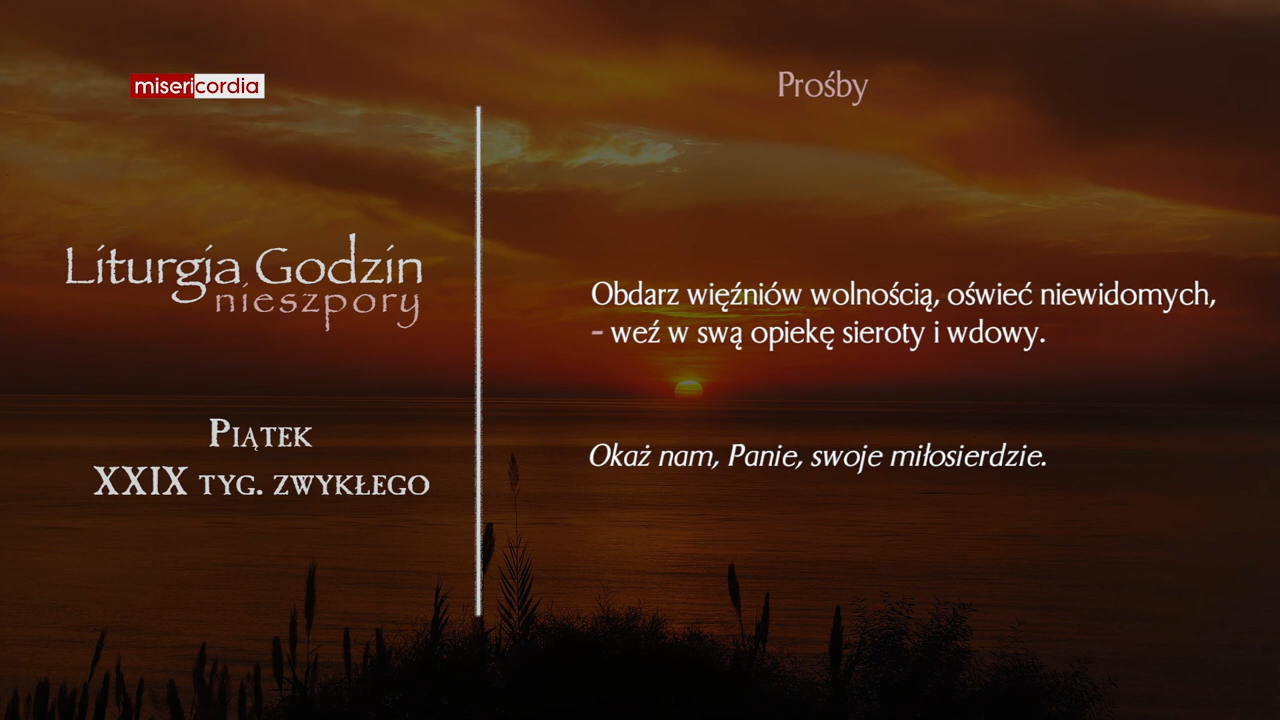 misericordia
Liturgia Godzin
nieszpory
Piątek
XXIX tyg. zwykłego
Prośby
Obdarz więźniów wolnością, oświeć niewidomych,
- weź w swą opiekę sieroty i wdowy.
Okaż nam, Panie, swoje miłosierdzie.